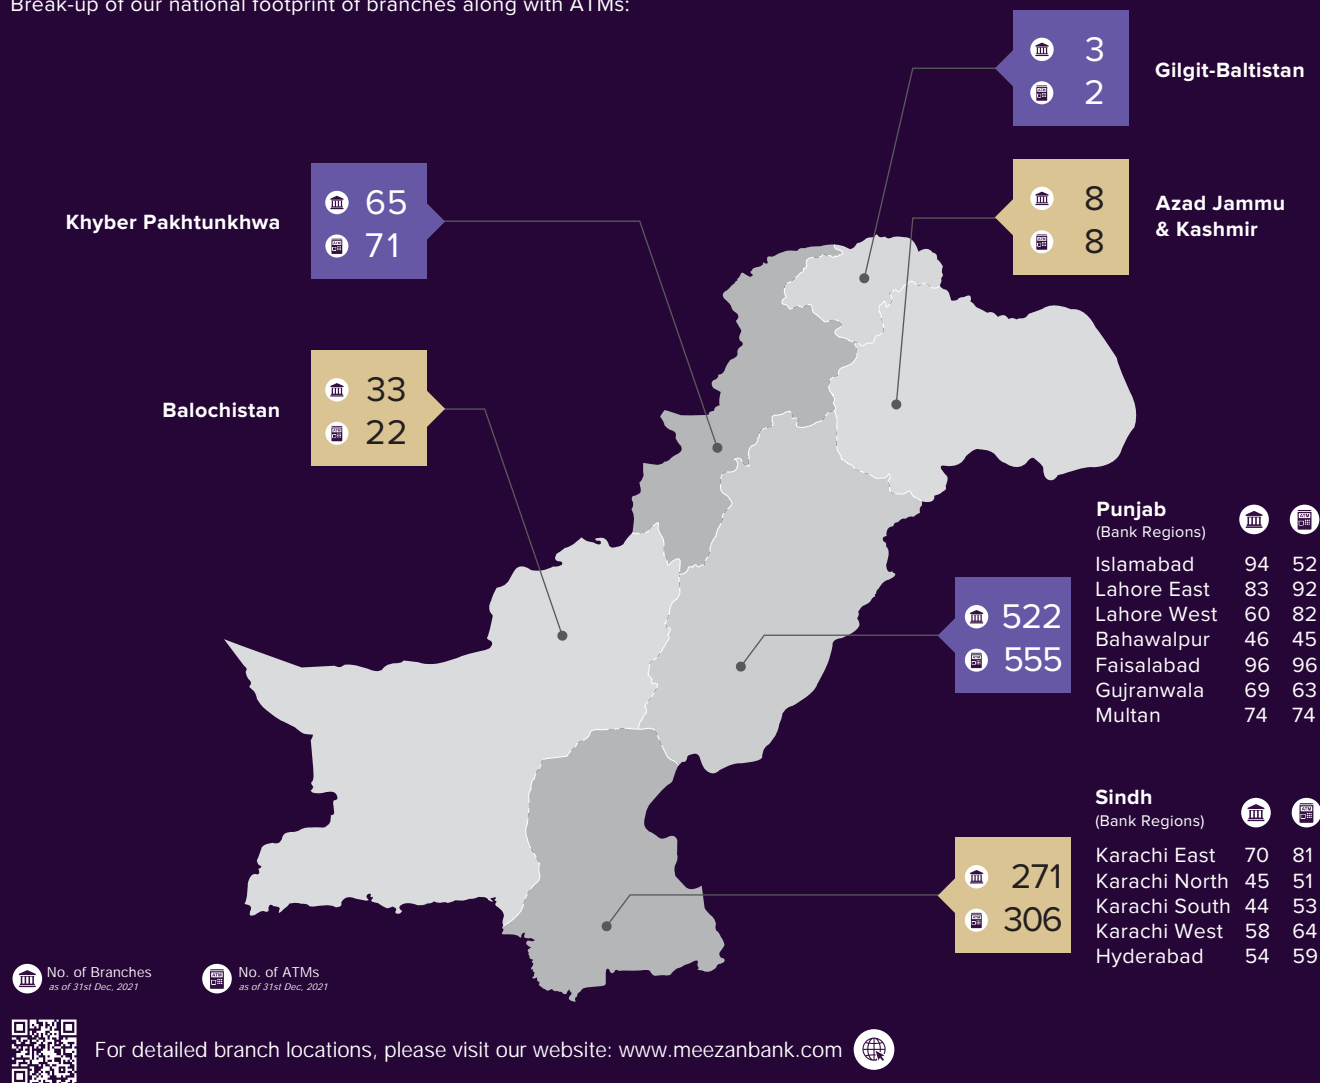 Break-up of our national footprint of branches along with ATMs:
3
2
Gilgit-Baltistan
Khyber Pakhtunkhwa
65
71
8
8
Azad Jammu
& Kashmir
Balochistan
33
22
Punjab
(Bank Regions)
ATM
Islamabad 94 52
Lahore East 83 92
Lahore West 60 82
Bahawalpur 46 45
Faisalabad 96 96
Gujranwala 69 63
Multan 74 74
522
555
Sindh
(Bank Regions)
ATM
Karachi East 70 81
Karachi North 45 51
Karachi South 44 53
Karachi West 58 64
Hyderabad 54 59
271
306
No. of Branches
as of 31st Dec, 2021
ATM
No. of ATMs
as of 31st Dec, 2021
For detailed branch locations, please visit our website: www.meezanbank.com